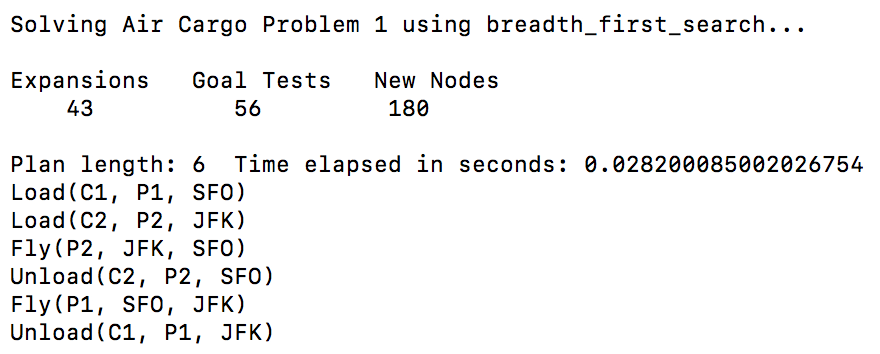 Solving Air Cargo Problem 1 using breadth_first_search...
Expansions   Goal Tests   New Nodes
43   56   180
Plan length: 6  Time elapsed in seconds: 0.028200085002026754
Load(C1, P1, SFO)
Load(C2, P2, JFK)
Fly(P2, JFK, SFO)
Unload(C2, P2, SFO)
Fly(P1, SFO, JFK)
Unload(C1, P1, JFK)